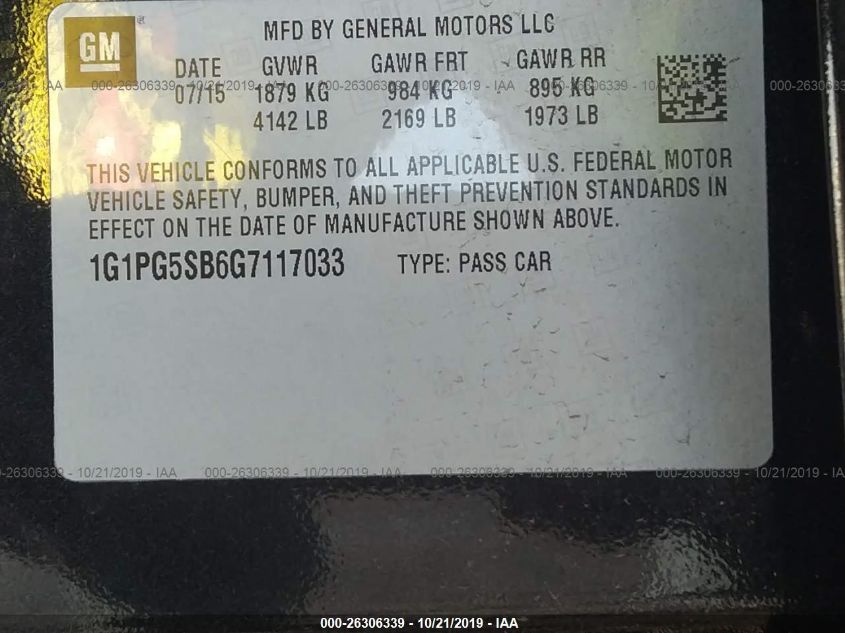 GM
MFD BY GENERAL MOTORS LLC
DATE GVWR GAWR FRT GAWR RR
07/15 1879 KG 984 KG 895 KG
4142 LB 2169 LB 1973 LB
THIS VEHICLE CONFORMS TO ALL APPLICABLE U.S. FEDERAL MOTOR
VEHICLE SAFETY, BUMPER, AND THEFT PREVENTION STANDARDS IN
EFFECT ON THE DATE OF MANUFACTURE SHOWN ABOVE.
1G1PG5SB6G7117033 TYPE: PASS CAR
000-26306339 - 10/21/2019 - IAA